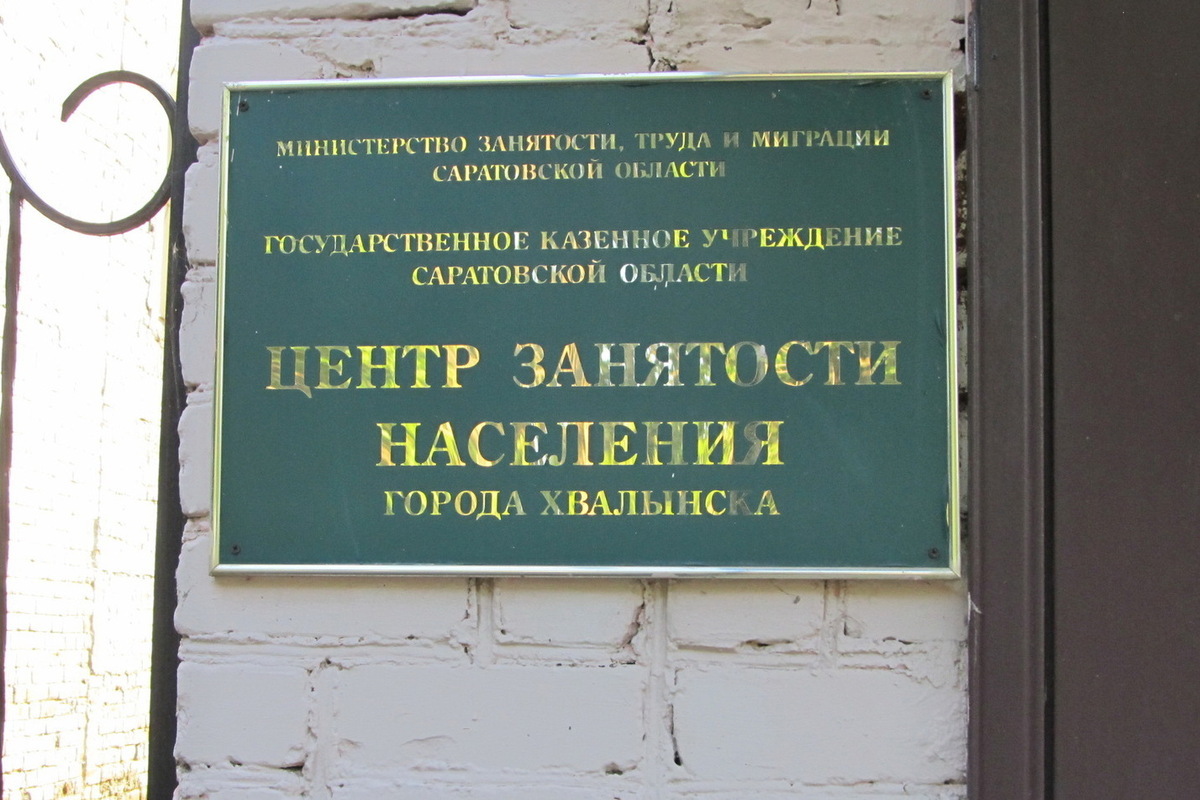 МИНИСТЕРСТВО ЗАНЯТОСТИ, ТРУДА И МИГРАЦИИ
САРАТОВСКОЙ ОБЛАСТИ
ГОСУДАРСТВЕННОЕ КАЗЕННОЕ УЧРЕЖДЕНИЕ
САРАТОВСКОЙ ОБЛАСТИ
ЦЕНТР ЗАНЯТОСТИ
НАСЕЛЕНИЯ
ГОРОДА ХВАЛЫНСКА